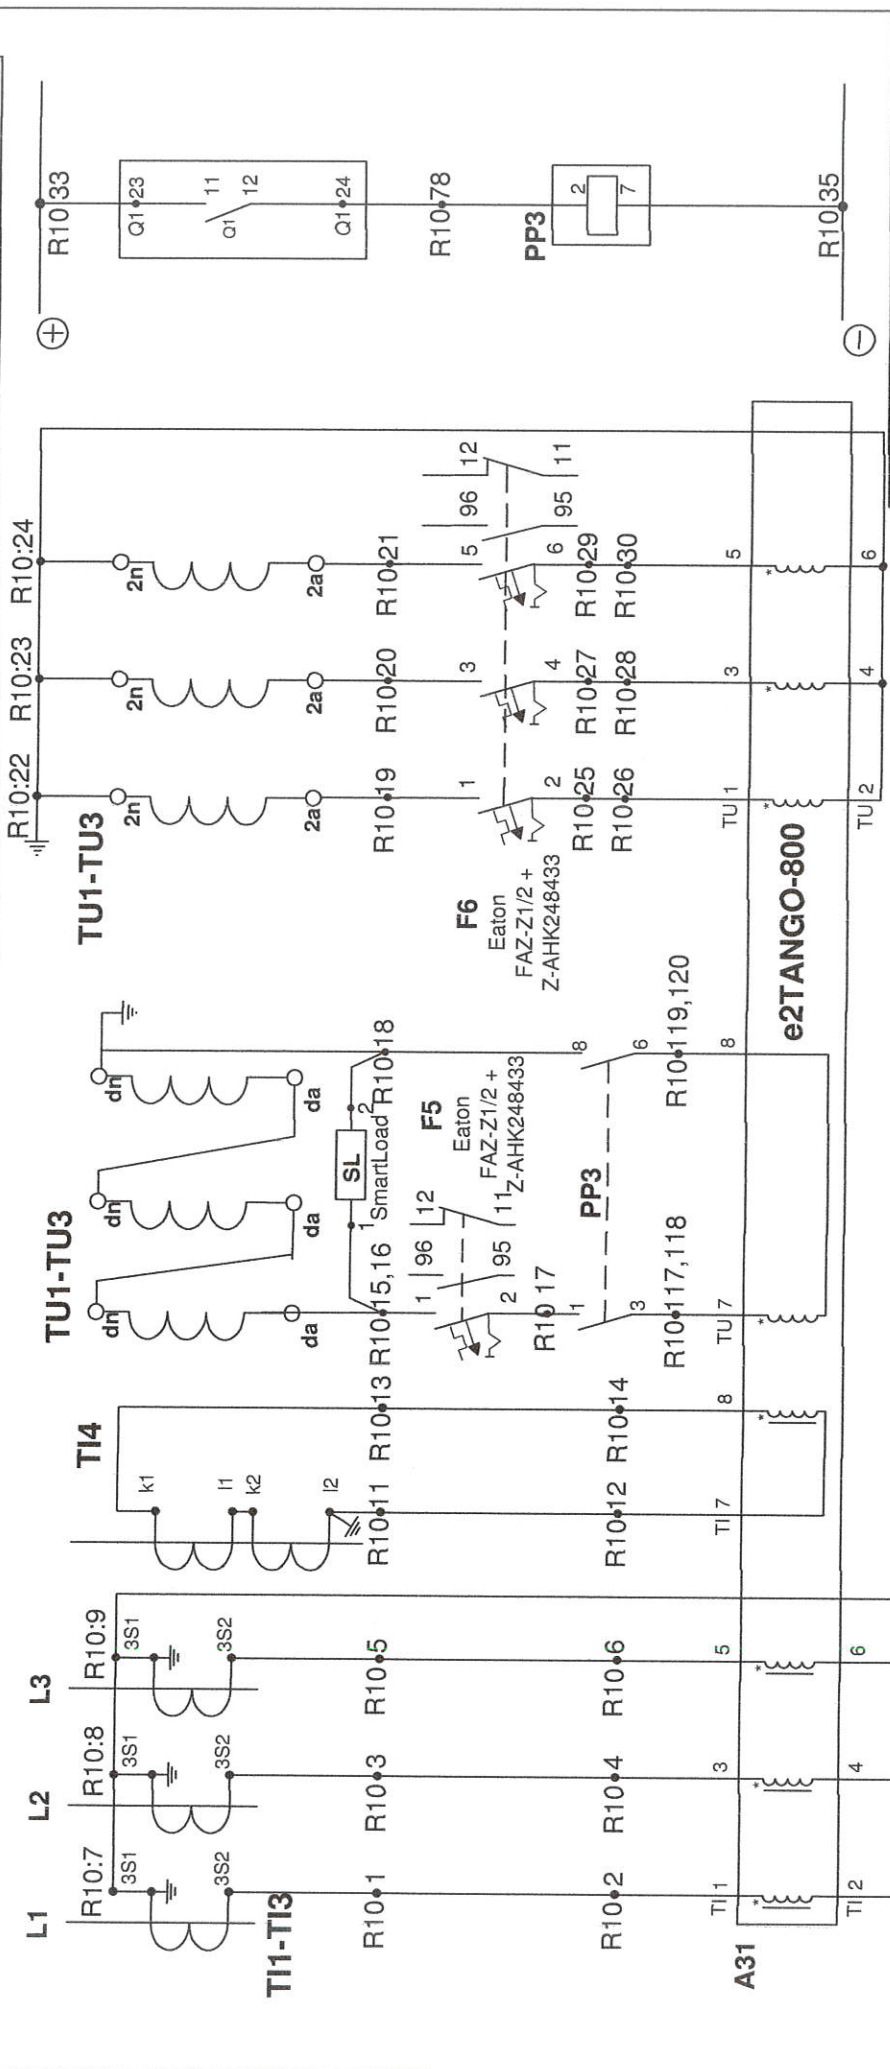 L1
L2
L3
R10:7
R10:8
R10:9
3S1
3S1
3S1
3S2
3S2
3S2
TI1-TI3
R10 1
R10 3
R10 5
R10 2
R10 4
R10 6
TI 1
3
5
A31
TI 2
4
6
TI4
k1
l1
k2
l2
R10 11
R10 13
R10 12
R10 14
TI 7
8
TU1-TU3
dn
dn
dn
da
da
da
SL
1
2
SmartLoad
R10 15,16
R10 18
F5
Eaton
FAZ-Z1/2 +
Z-AHK248433
1
96
12
2
95
11
R10 17
PP3
1
8
3
6
R10 117,118
R10 119,120
TU 7
8
e2TANGO-800
R10:22
R10:23
R10:24
TU1-TU3
2n
2n
2n
2a
2a
2a
R10 19
R10 20
R10 21
F6
Eaton
FAZ-Z1/2 +
Z-AHK248433
1
3
5
96
12
2
4
6
95
11
R10 25
R10 27
R10 29
R10 26
R10 28
R10 30
TU 1
3
5
TU 2
4
6
+
R10 33
Q1 23
11
Q1
12
Q1 24
R10 78
PP3
2
7
R10 35
−